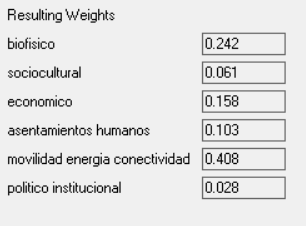 Resulting Weights
biofisico 0.242
sociocultural 0.061
economico 0.158
asentamientos humanos 0.103
movilidad energia conectividad 0.408
politico institucional 0.028